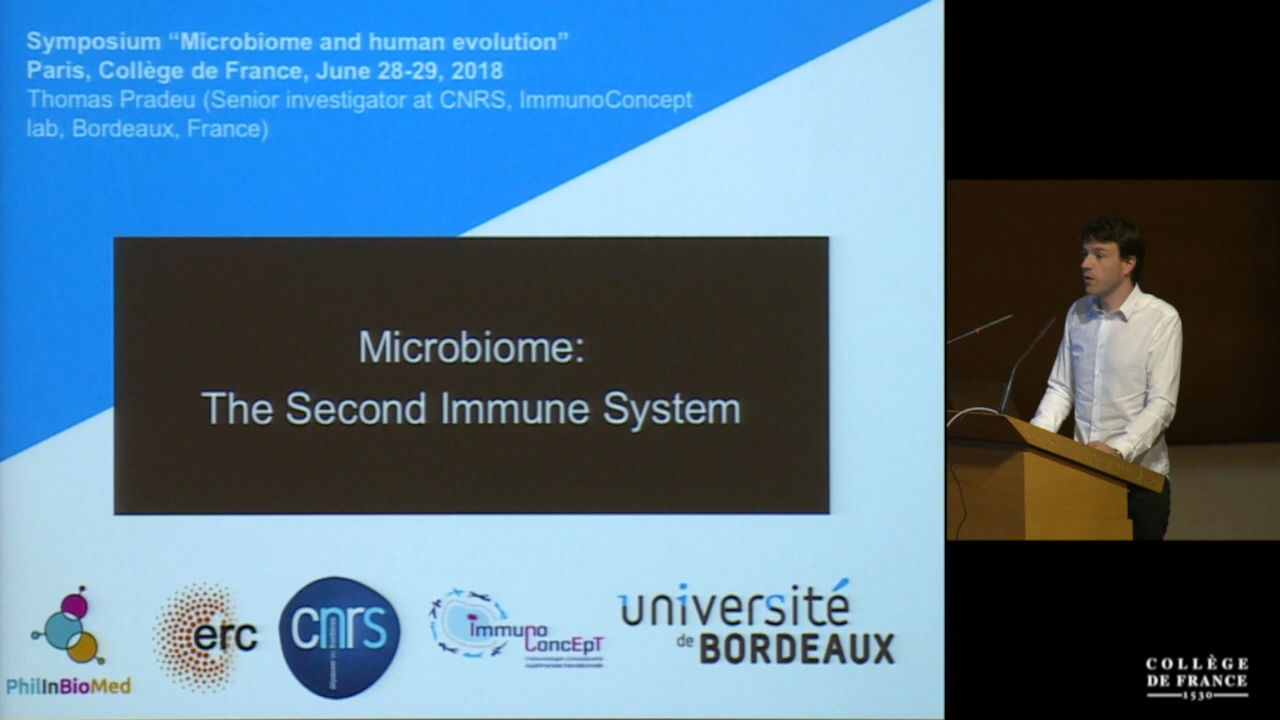 Symposium “Microbiome and human evolution”
Paris, Collège de France, June 28-29, 2018
Thomas Pradeu (Senior investigator at CNRS, ImmunoConcept
lab, Bordeaux, France)
Microbiome:
The Second Immune System
PhilInBioMed
erc
cnrs
immuno
ConcEpT
université
de BORDEAUX
COLLÈGE
DE FRANCE
1530